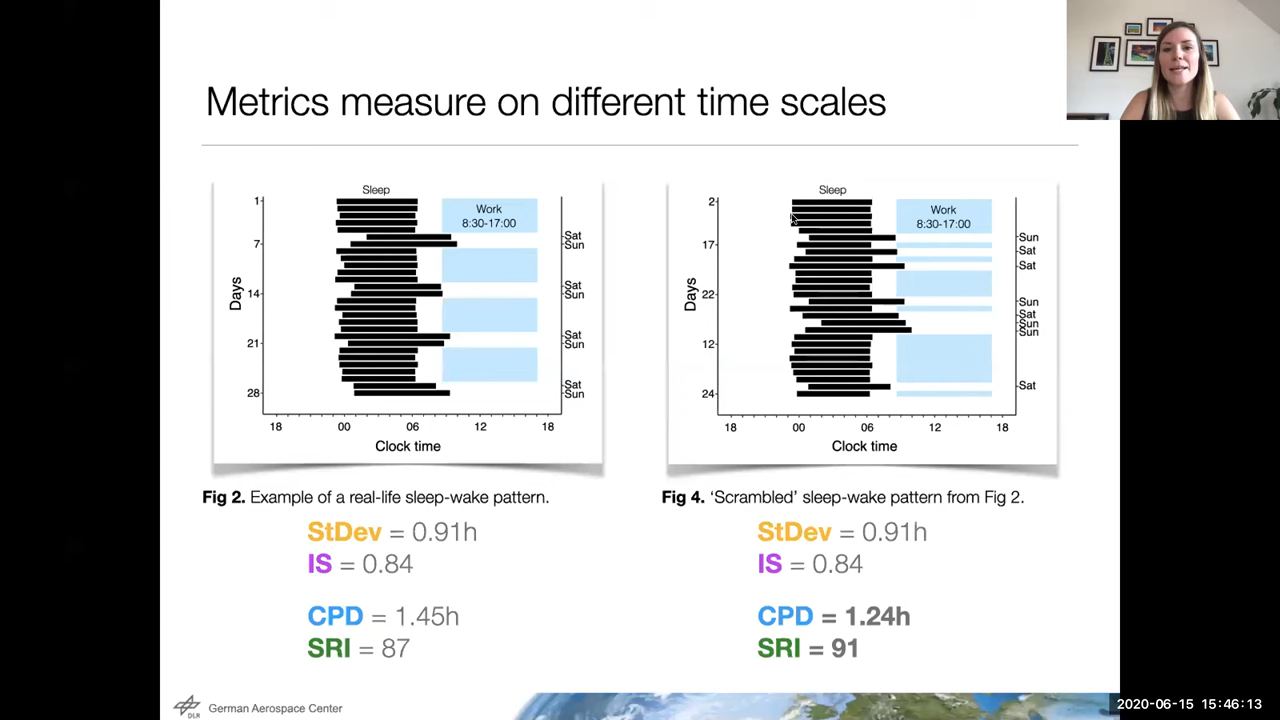 Metrics measure on different time scales
Sleep
Work
8:30-17:00
1
7
14
21
28
Days
Sat
Sun
Sat
Sun
Sat
Sun
Sat
Sun
18 00 06 12 18
Clock time
Fig 2. Example of a real-life sleep-wake pattern.
StDev = 0.91h
IS = 0.84
CPD = 1.45h
SRI = 87
Sleep
Work
8:30-17:00
2
17
22
12
24
Days
Sun
Sat
Sat
Sun
Sat
Sun
Sun
Sat
18 00 06 12 18
Clock time
Fig 4. ‘Scrambled’ sleep-wake pattern from Fig 2.
StDev = 0.91h
IS = 0.84
CPD = 1.24h
SRI = 91
DLR
German Aerospace Center
2020-06-15 15:46:13